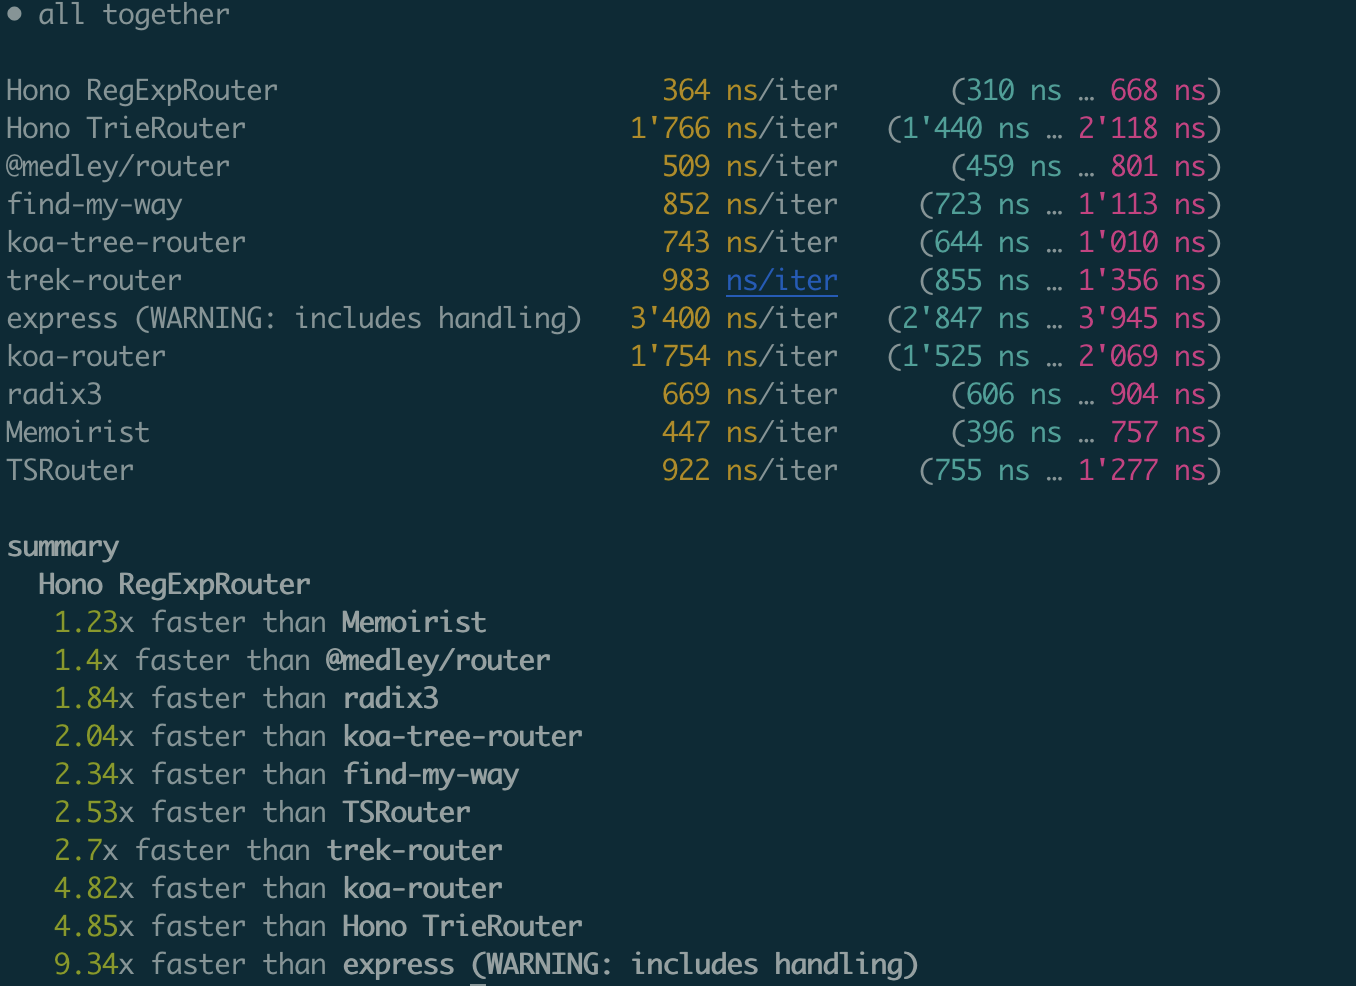 • all together
Hono RegExpRouter 364 ns/iter (310 ns … 668 ns)
Hono TrieRouter 1'766 ns/iter (1'440 ns … 2'118 ns)
@medley/router 509 ns/iter (459 ns … 801 ns)
find-my-way 852 ns/iter (723 ns … 1'113 ns)
koa-tree-router 743 ns/iter (644 ns … 1'010 ns)
trek-router 983 ns/iter (855 ns … 1'356 ns)
express (WARNING: includes handling) 3'400 ns/iter (2'847 ns … 3'945 ns)
koa-router 1'754 ns/iter (1'525 ns … 2'069 ns)
radix3 669 ns/iter (606 ns … 904 ns)
Memoirist 447 ns/iter (396 ns … 757 ns)
TSRouter 922 ns/iter (755 ns … 1'277 ns)
summary
Hono RegExpRouter
1.23x faster than Memoirist
1.4x faster than @medley/router
1.84x faster than radix3
2.04x faster than koa-tree-router
2.34x faster than find-my-way
2.53x faster than TSRouter
2.7x faster than trek-router
4.82x faster than koa-router
4.85x faster than Hono TrieRouter
9.34x faster than express (WARNING: includes handling)